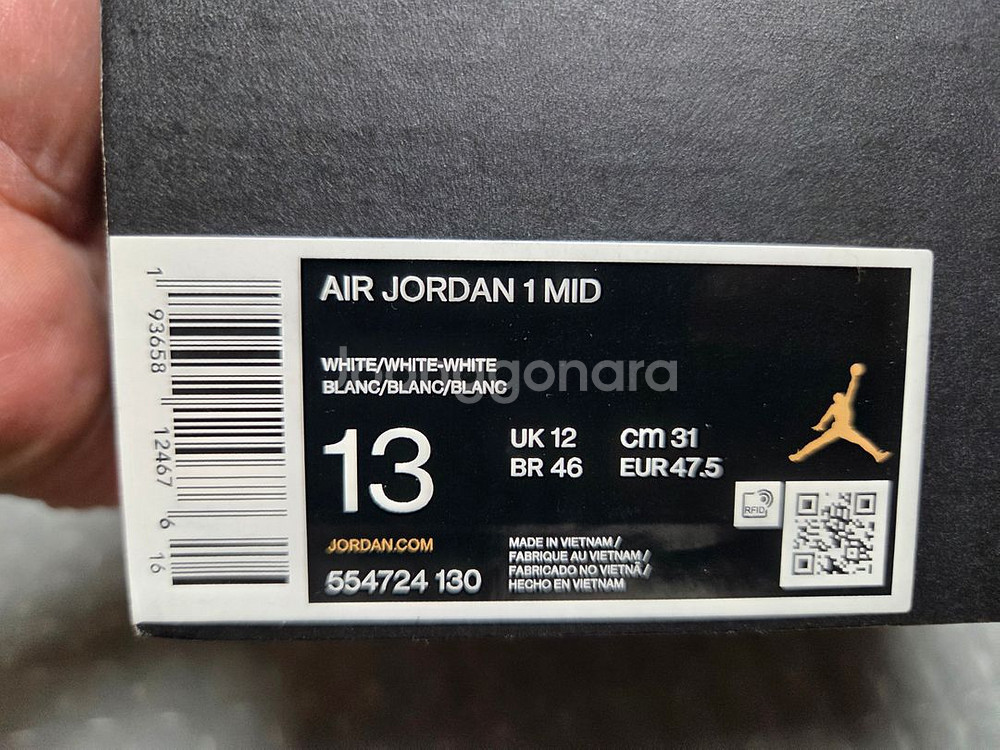 AIR JORDAN 1 MID
WHITE/WHITE-WHITE
BLANC/BLANC/BLANC
Joonggonara
13
UK 12
CM 31
BR 46
EUR 47.5
RFID
JORDAN.COM
554724 130
MADE IN VIETNAM /
FABRIQUE AU VIETNAM /
FABRICADO NO VIETNÃ /
HECHO EN VIETNAM
1 93658 12467 6 16